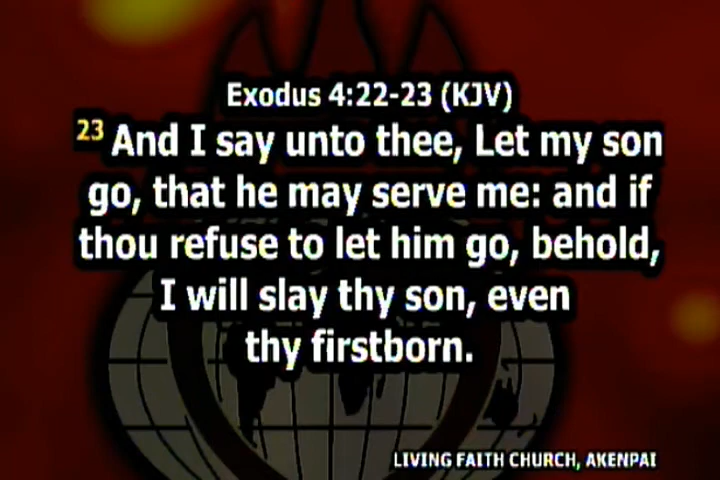 Exodus 4:22-23 (KJV)
23 And I say unto thee, Let my son
go, that he may serve me: and if
thou refuse to let him go, behold,
I will slay thy son, even
thy firstborn.
LIVING FAITH CHURCH, AKENPAI